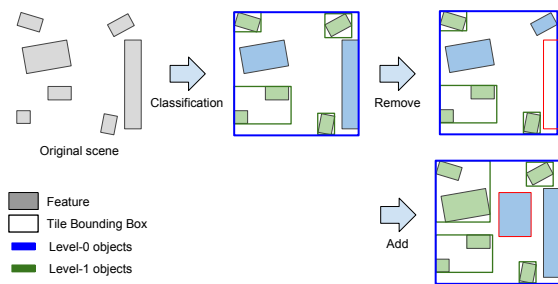 Classification
Remove
Original scene
Feature
Tile Bounding Box
Level-0 objects
Level-1 objects
Add